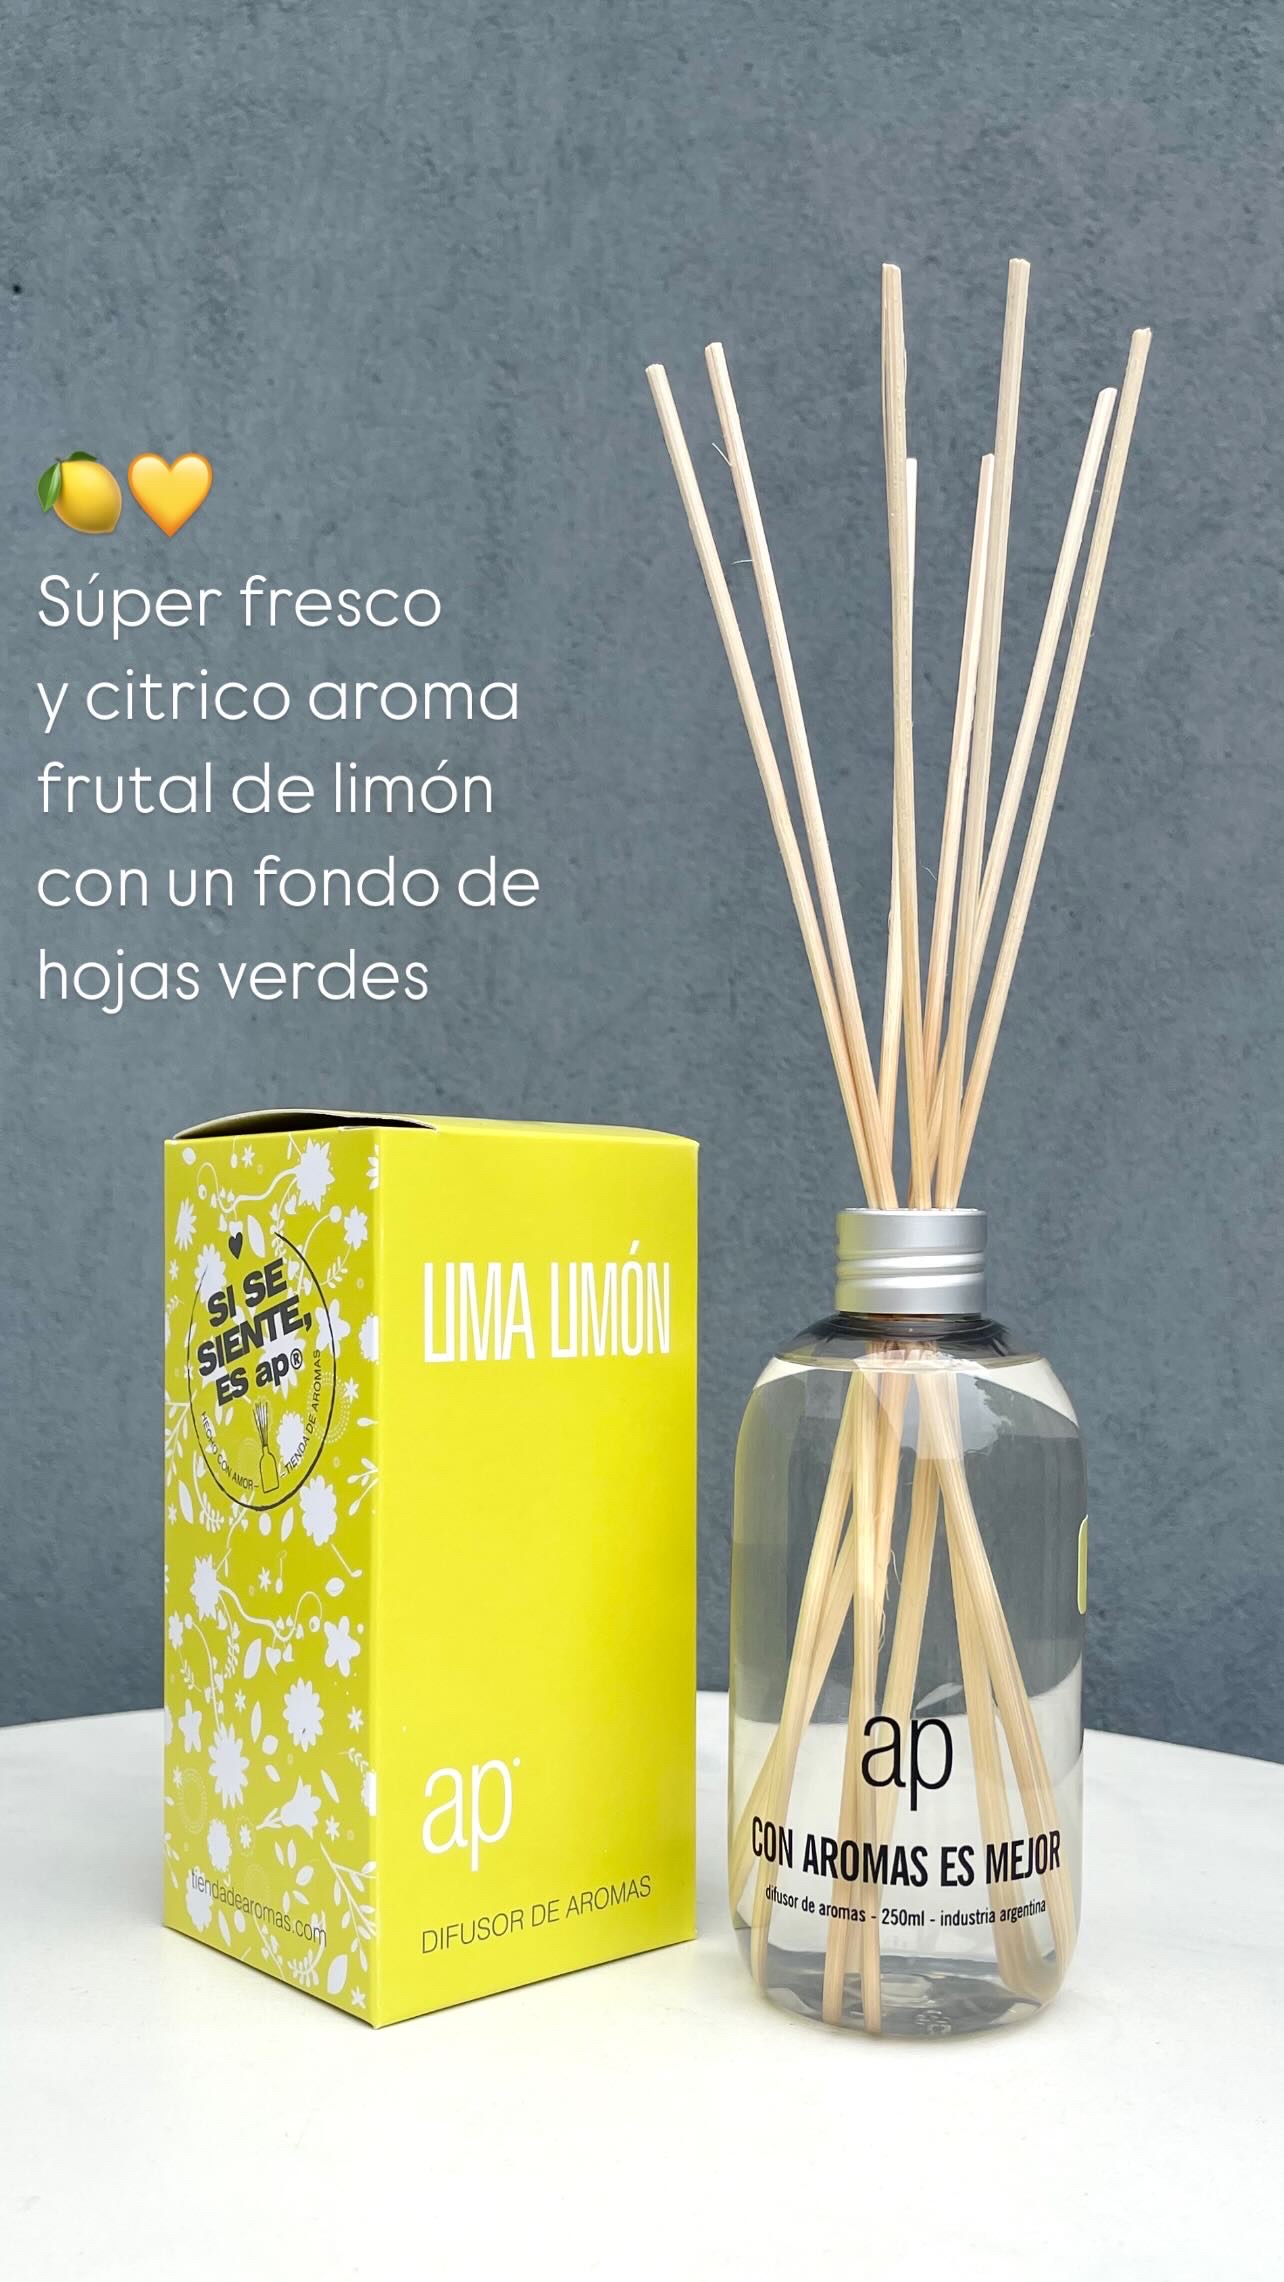 🍋💛
Súper fresco
y citrico aroma
frutal de limón
con un fondo de
hojas verdes
SI SE
SIENTE,
ES ap®
HECHO CON AMOR - TIENDA DE AROMAS
tiendadearomas.com
LIMA LIMÓN
ap
DIFUSOR DE AROMAS
ap
CON AROMAS ES MEJOR
difusor de aromas - 250ml - industria argentina